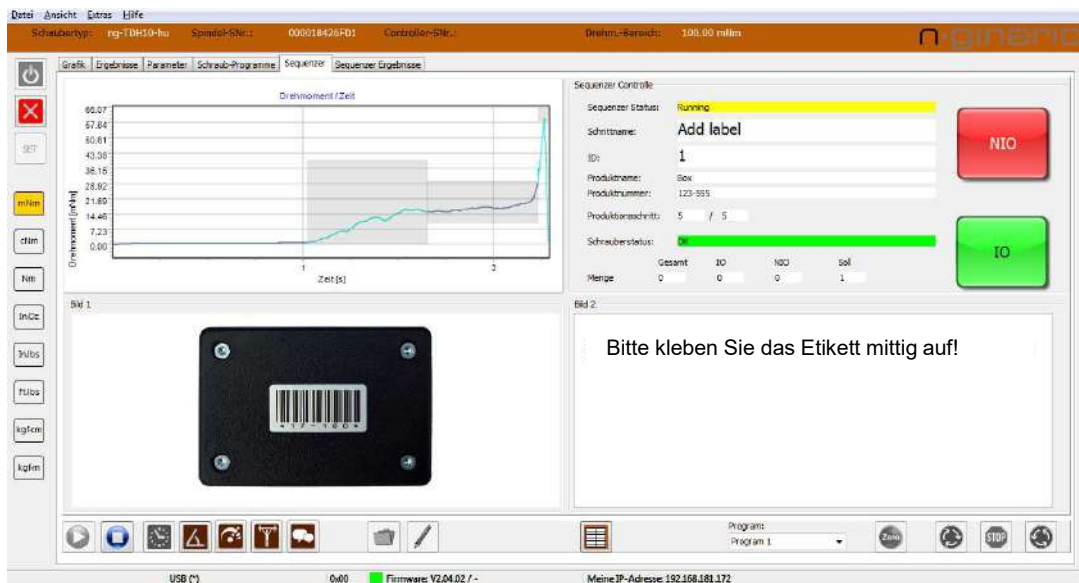 Datei Ansicht Extras Hilfe
Schaubertyp: ng-TDH10-hu Spindel-SNr.: 000018426FD1 Controller-SNr.: Drehm.-Bereich: 100.00 mNm n-gineric
Grafik Ergebnisse Parameter Schraub-Programme Sequenzer Sequenzer Ergebnisse
SET
mNm
cNm
Nm
InOz
InIbs
ftIbs
kgfcm
kgfm
Drehmoment / Zeit
Drehmoment [mNm]
65.07
57.84
50.61
43.38
36.15
28.92
21.69
14.46
7.23
0.00
1 2
Zeit [s]
Sequenzer Controlle
Sequenzer Status: Running
Schrittname: Add label
ID: 1
Produktname: Box
Produktnummer: 123-555
Produktionsschritt: 5 / 5
Schrauberstatus: OK
Gesamt IO NIO Soll
Menge 0 0 0 1
NIO
IO
Bild 1
Bild 2
Bitte kleben Sie das Etikett mittig auf!
Program:
Program 1
Zero
STOP
USB (*) 0x00 Firmware: V2.04.02 / - Meine IP-Adresse: 192.168.181.172